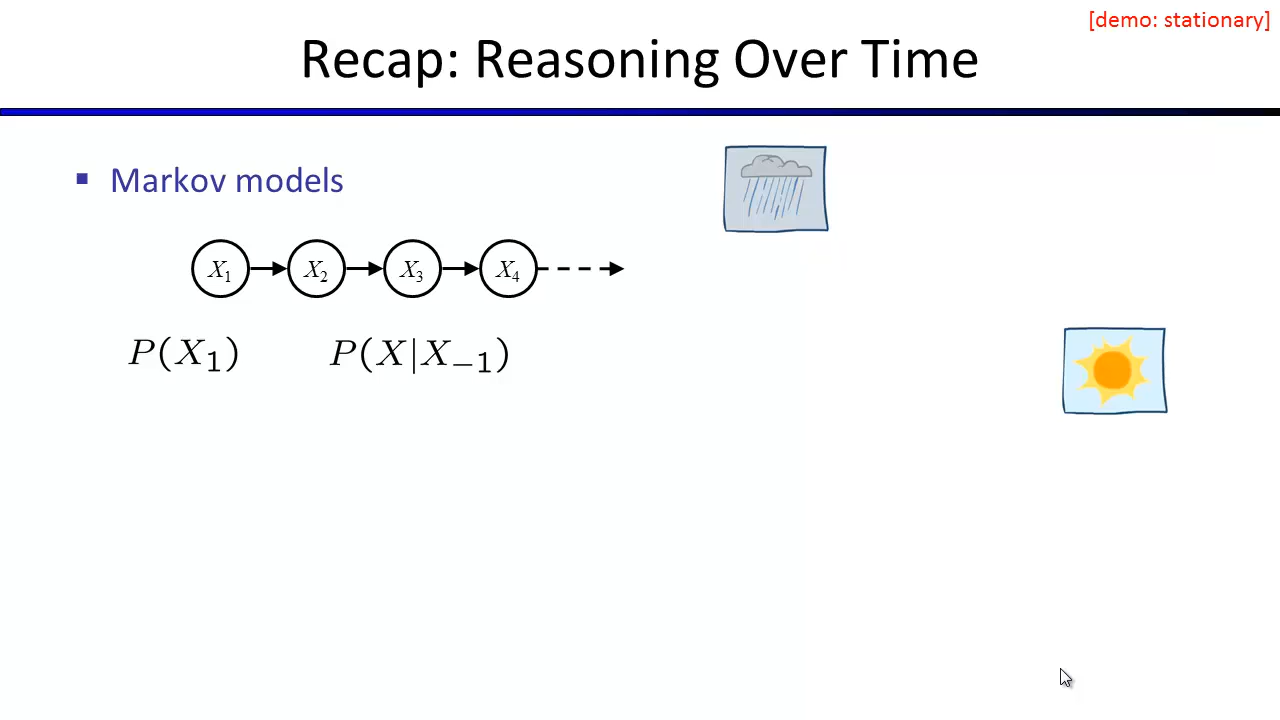 [demo: stationary]
Recap: Reasoning Over Time
▪ Markov models
X₁ X₂ X₃ X₄
P(X₁) P(X|X₋₁)